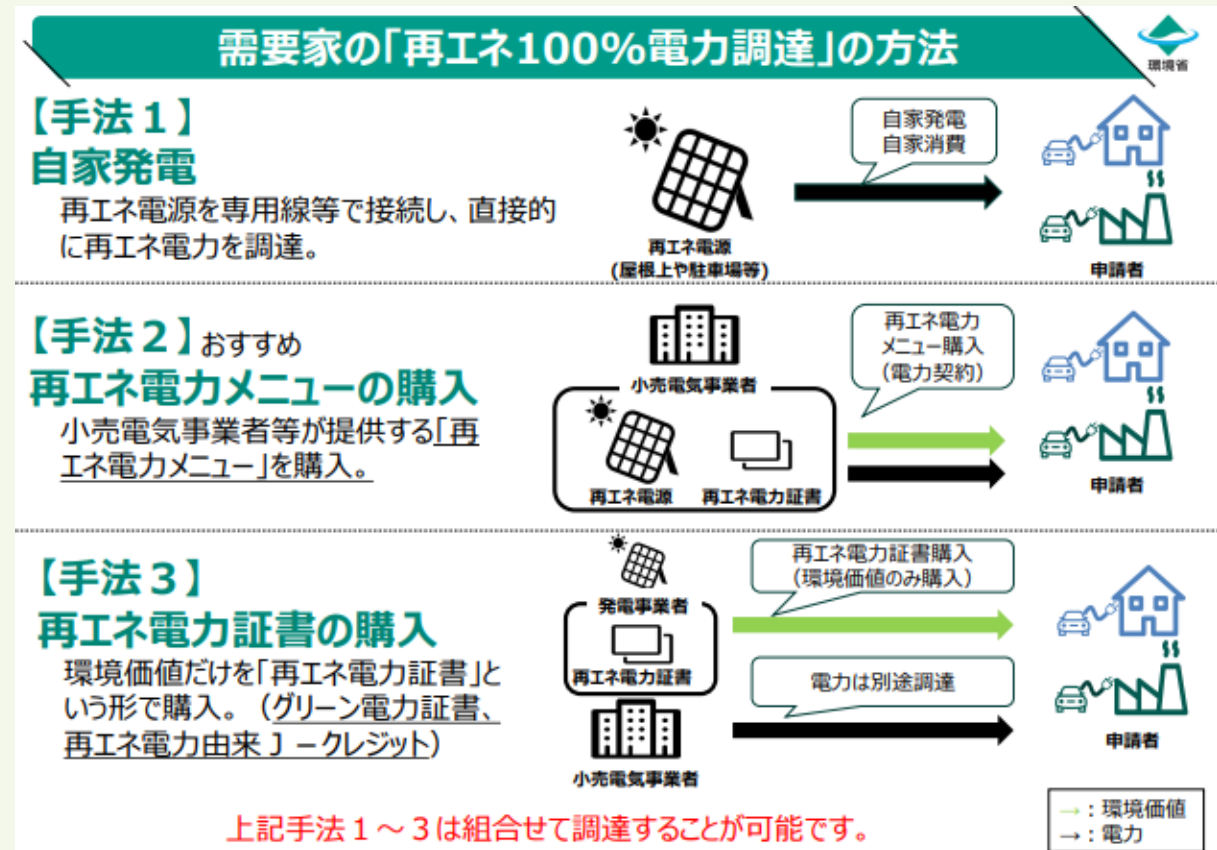 需要家の「再エネ100%電力調達」の方法
環境省
【手法１】
自家発電
再エネ電源を専用線等で接続し、直接的
に再エネ電力を調達。
再エネ電源
(屋根上や駐車場等)
自家発電
自家消費
申請者
【手法２】おすすめ
再エネ電力メニューの購入
小売電気事業者等が提供する「再
エネ電力メニュー」を購入。
小売電気事業者
再エネ電源 再エネ電力証書
再エネ電力
メニュー購入
(電力契約)
申請者
【手法３】
再エネ電力証書の購入
環境価値だけを「再エネ電力証書」と
いう形で購入。（グリーン電力証書、
再エネ電力由来Ｊ－クレジット）
発電事業者
再エネ電力証書
小売電気事業者
再エネ電力証書購入
（環境価値のみ購入）
電力は別途調達
申請者
上記手法１～３は組合せて調達することが可能です。
→：環境価値
→：電力